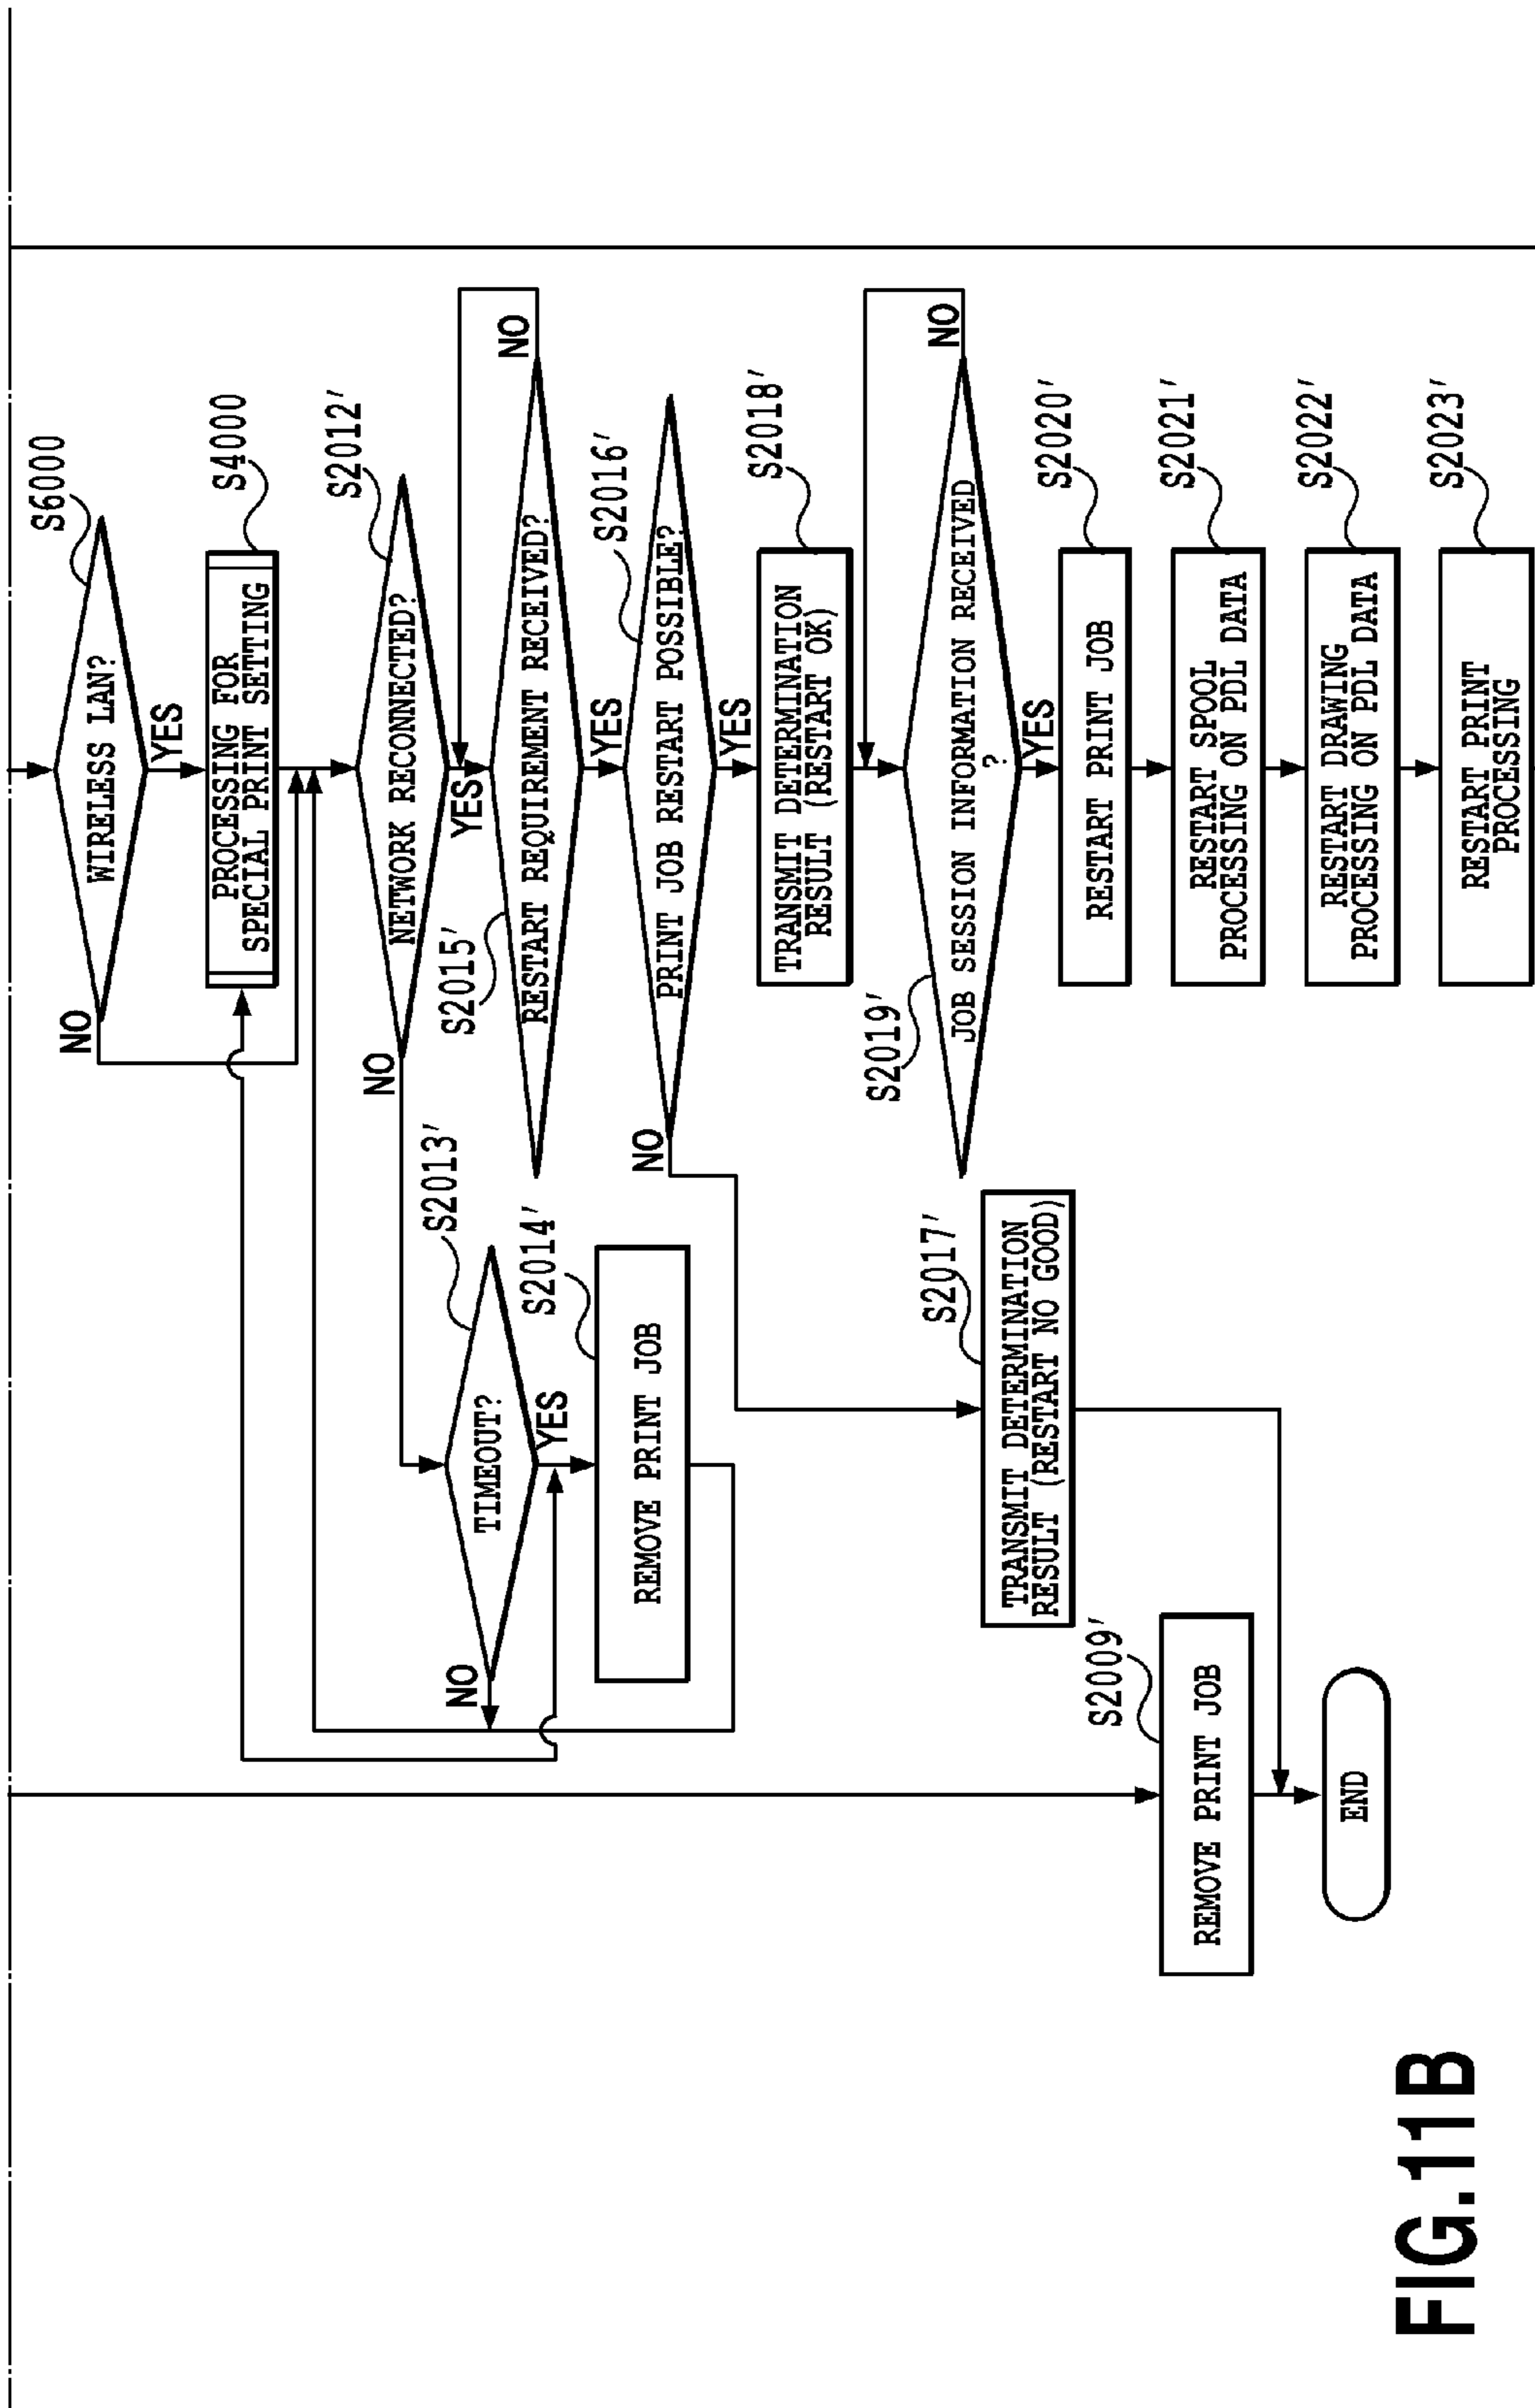 S6000
WIRELESS LAN?
NO
YES
S4000
PROCESSING FOR
SPECIAL PRINT SETTING
S2012′
NETWORK RECONNECTED?
NO
YES
S2013′
TIMEOUT?
NO
YES
S2014′
REMOVE PRINT JOB
S2015′
RESTART REQUIREMENT RECEIVED?
NO
YES
S2016′
PRINT JOB RESTART POSSIBLE?
NO
YES
S2018′
TRANSMIT DETERMINATION
RESULT (RESTART OK)
S2017′
TRANSMIT DETERMINATION
RESULT (RESTART NO GOOD)
S2019′
JOB SESSION INFORMATION RECEIVED
?
NO
YES
S2020′
RESTART PRINT JOB
S2021′
RESTART SPOOL
PROCESSING ON PDL DATA
S2022′
RESTART DRAWING
PROCESSING ON PDL DATA
S2023′
RESTART PRINT
PROCESSING
S2009′
REMOVE PRINT JOB
END
FIG.11B